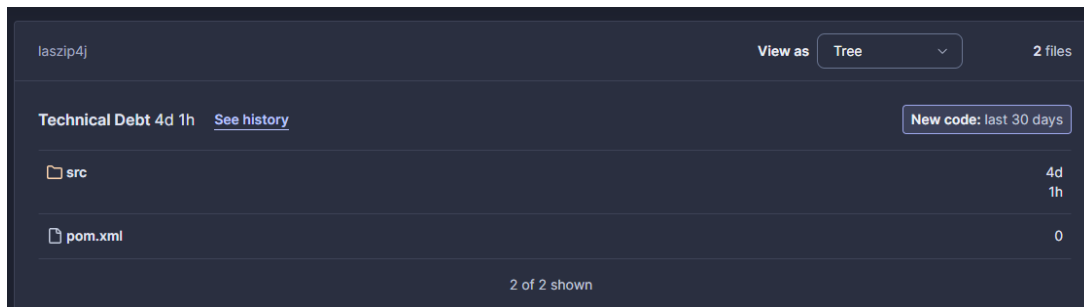 laszip4j View as Tree 2 files
Technical Debt 4d 1h See history New code: last 30 days
src 4d
1h
pom.xml 0
2 of 2 shown